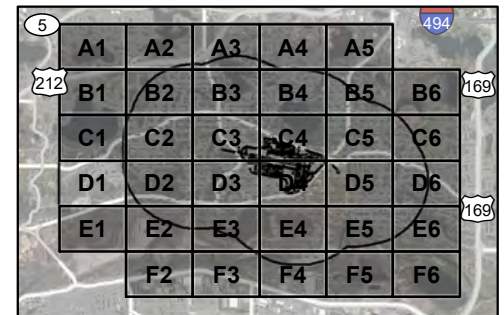 5
494
A1 A2 A3 A4 A5
212
169
B1 B2 B3 B4 B5 B6
C1 C2 C3 C4 C5 C6
D1 D2 D3 D4 D5 D6
169
E1 E2 E3 E4 E5 E6
F2 F3 F4 F5 F6